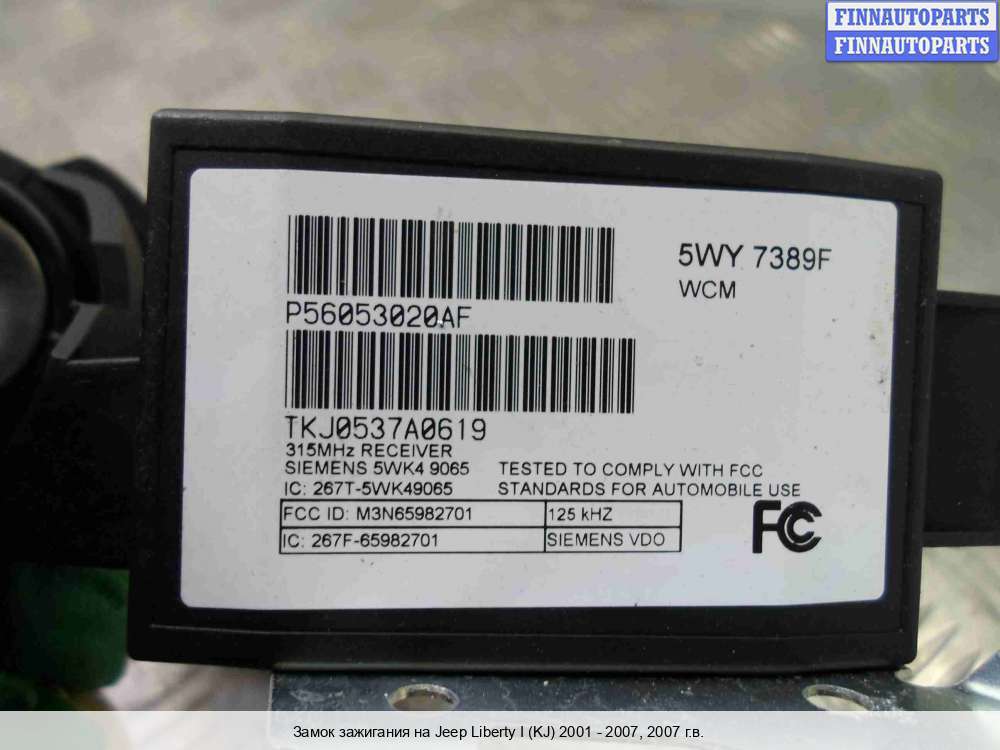 FINNAUTOPARTS
FINNAUTOPARTS
P56053020AF
5WY 7389F
WCM
TKJ0537A0619
315MHz RECEIVER
SIEMENS 5WK4 9065
IC: 267T-5WK49065
TESTED TO COMPLY WITH FCC
STANDARDS FOR AUTOMOBILE USE
FCC ID: M3N65982701
125 kHZ
IC: 267F-65982701
SIEMENS VDO
FC
Замок зажигания на Jeep Liberty I (KJ) 2001 - 2007, 2007 г.в.